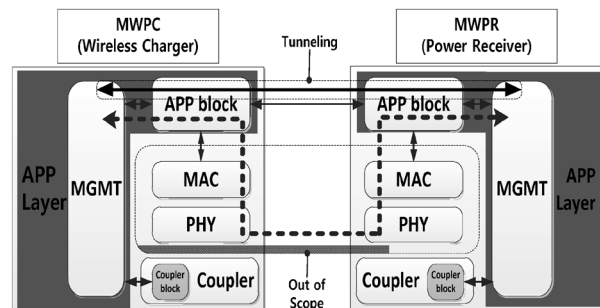 MWPC
(Wireless Charger)
MWPR
(Power Receiver)
Tunneling
APP block
APP block
APP
Layer
MGMT
MAC
MAC
MGMT
APP
Layer
PHY
PHY
Coupler
block
Coupler
Coupler
Coupler
block
Out of
Scope